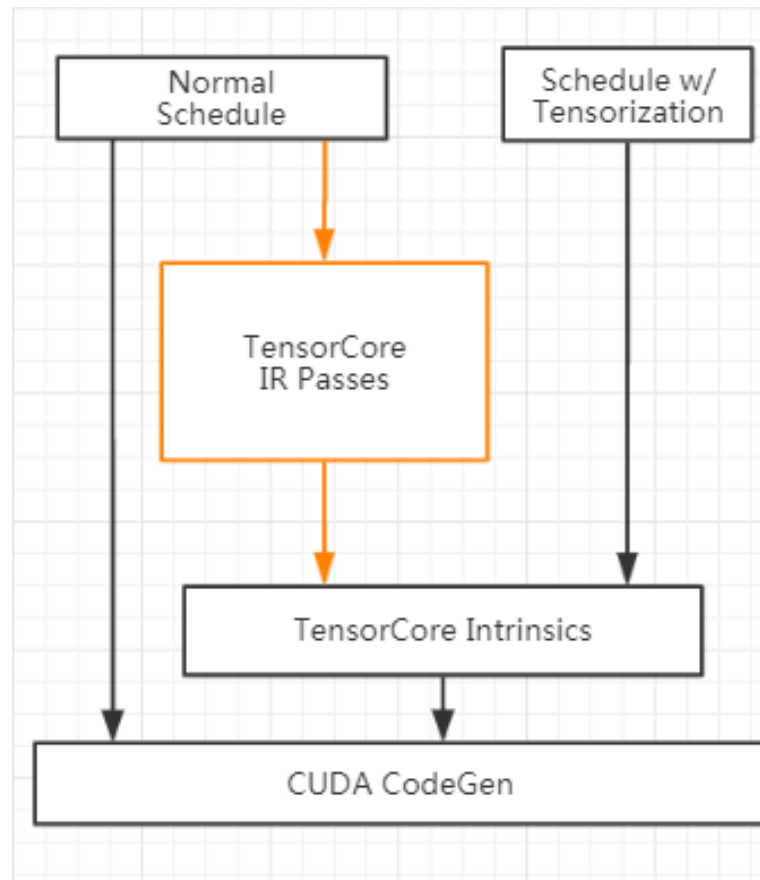 Normal
Schedule
Schedule w/
Tensorization
TensorCore
IR Passes
TensorCore Intrinsics
CUDA CodeGen